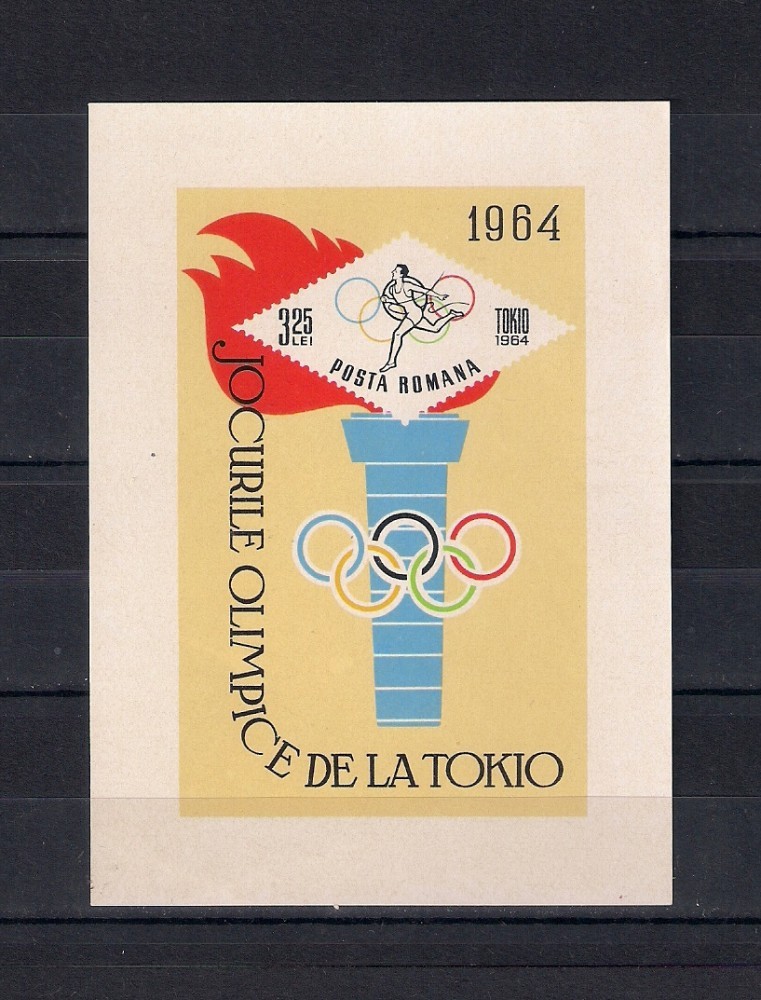 1964
3.25
LEI
TOKIO
1964
POSTA ROMANA
JOCURILE OLIMPICE DE LA TOKIO